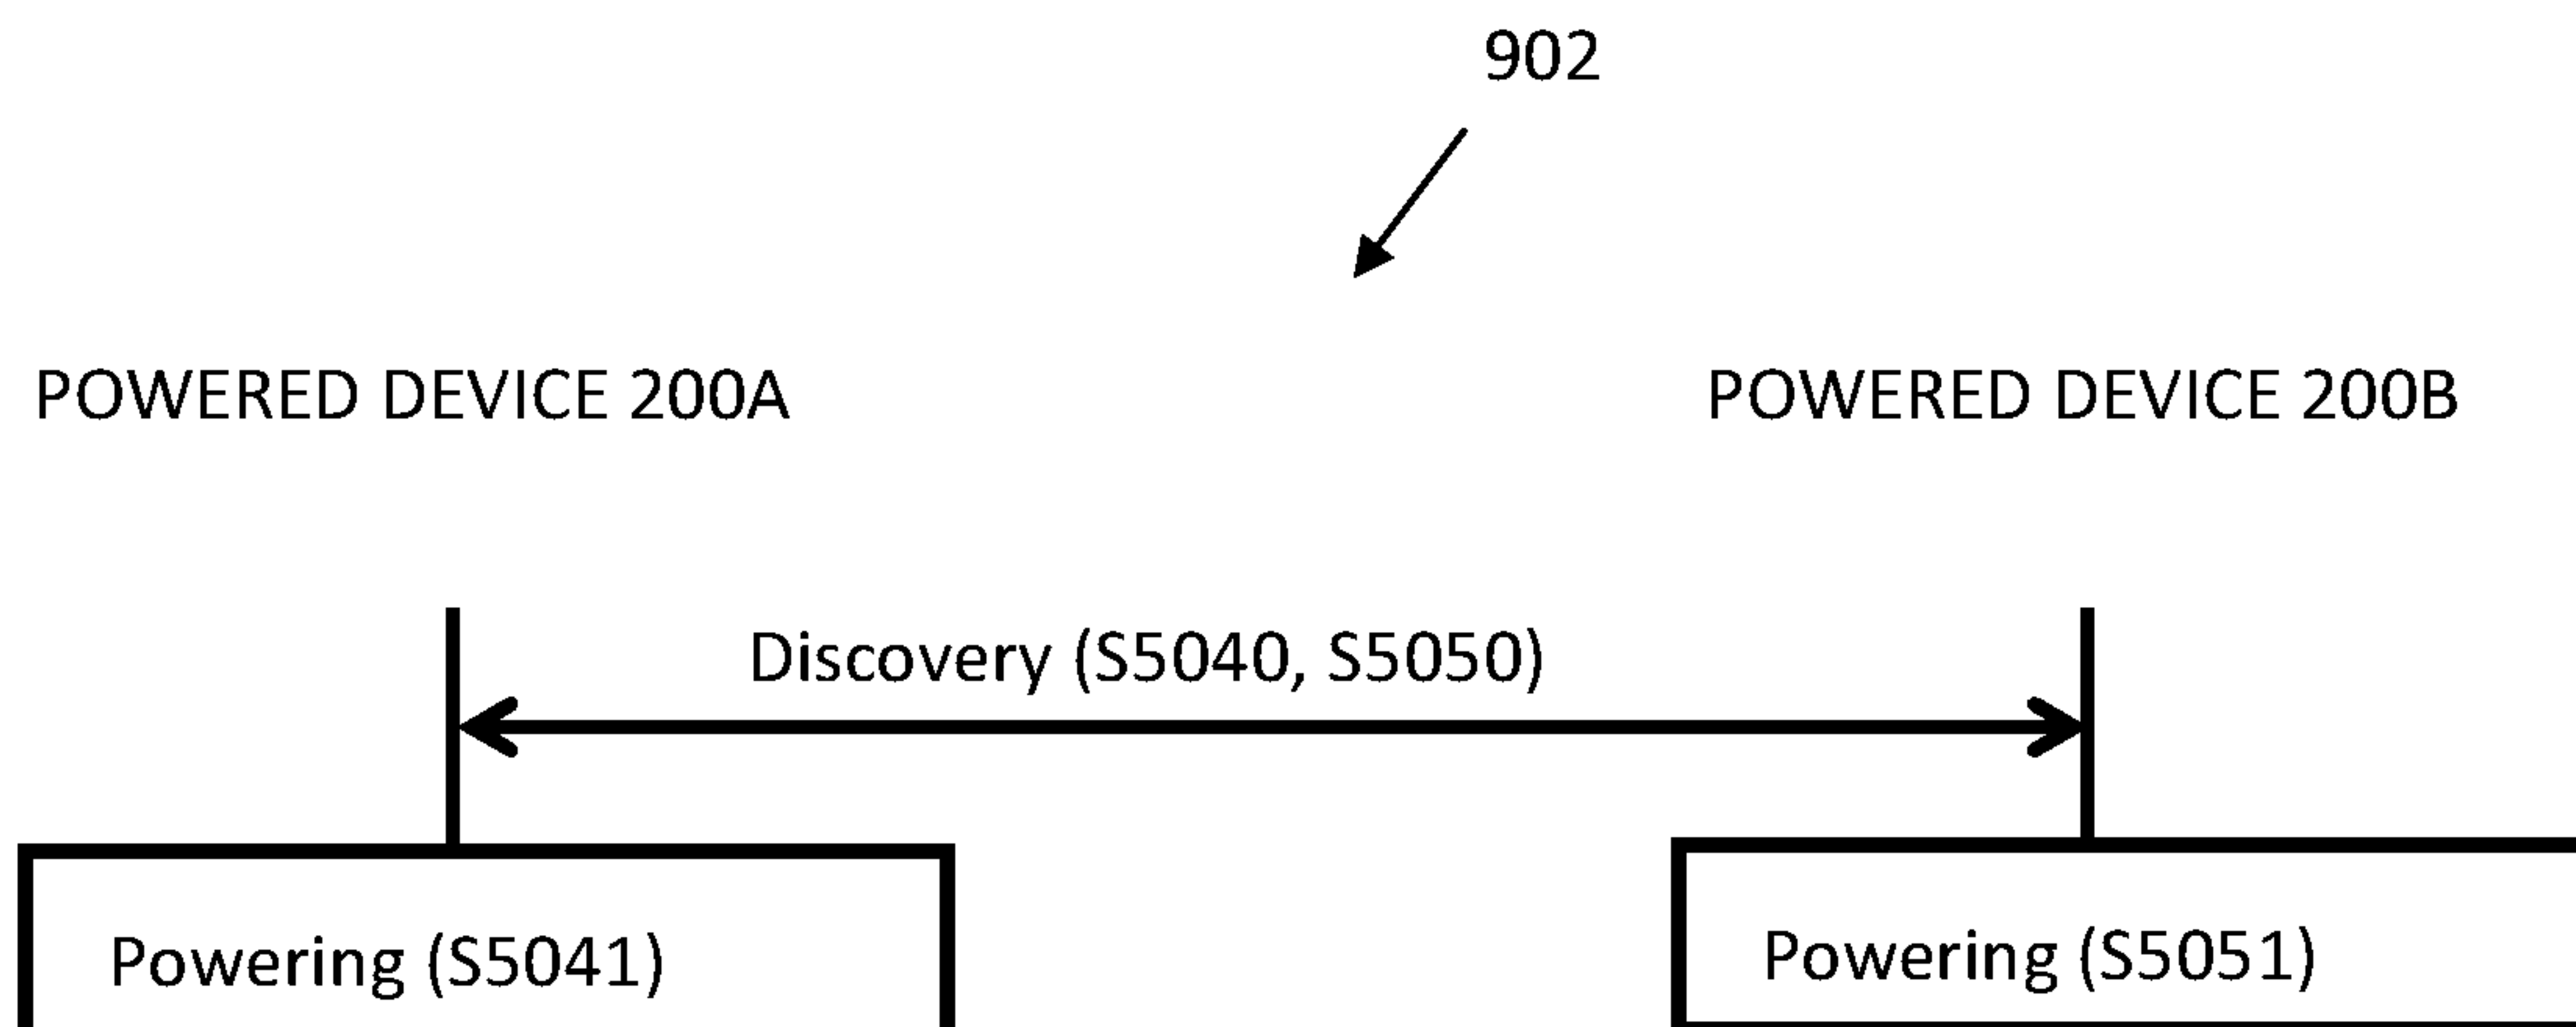 902
POWERED DEVICE 200A
POWERED DEVICE 200B
Discovery (S5040, S5050)
Powering (S5041)
Powering (S5051)